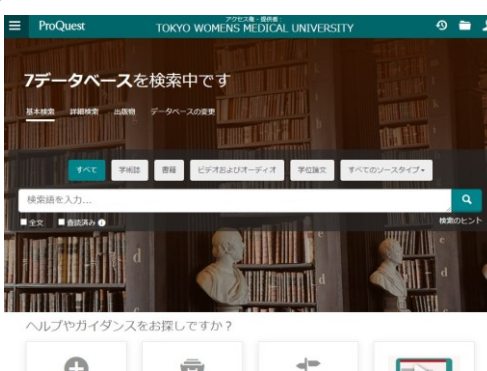 ProQuest
アクセス権 - 提供者:
TOKYO WOMENS MEDICAL UNIVERSITY
7データベースを検索中です
基本検索 詳細検索 出版物 データベースの変更
すべて 学術誌 書籍 ビデオおよびオーディオ 学位論文 すべてのソースタイプ
検索語を入力...
全文 査読済み
検索のヒント
ヘルプやガイダンスをお探しですか？